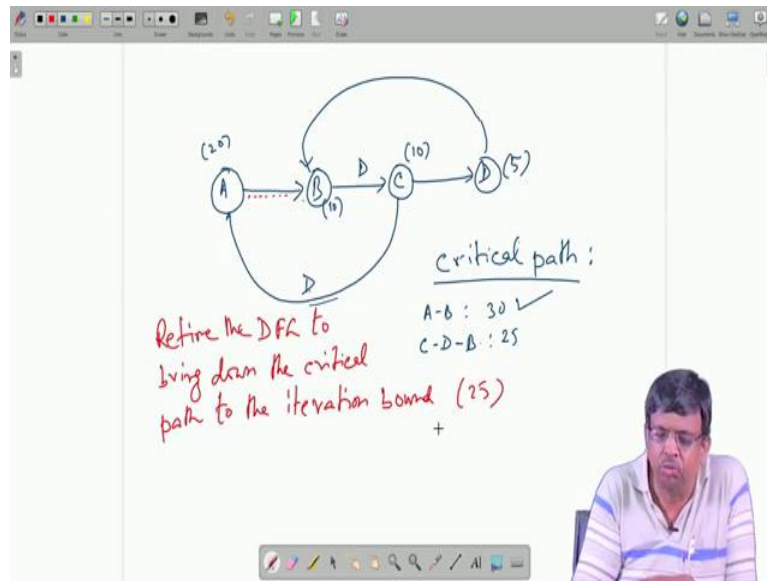 (20)
(10)
D
A
B
C
D
(5)
(10)
D
critical path :
A-B : 30 ✓
C-D-B : 25
Retime the DFG to
bring down the critical
path to the iteration bound (25)